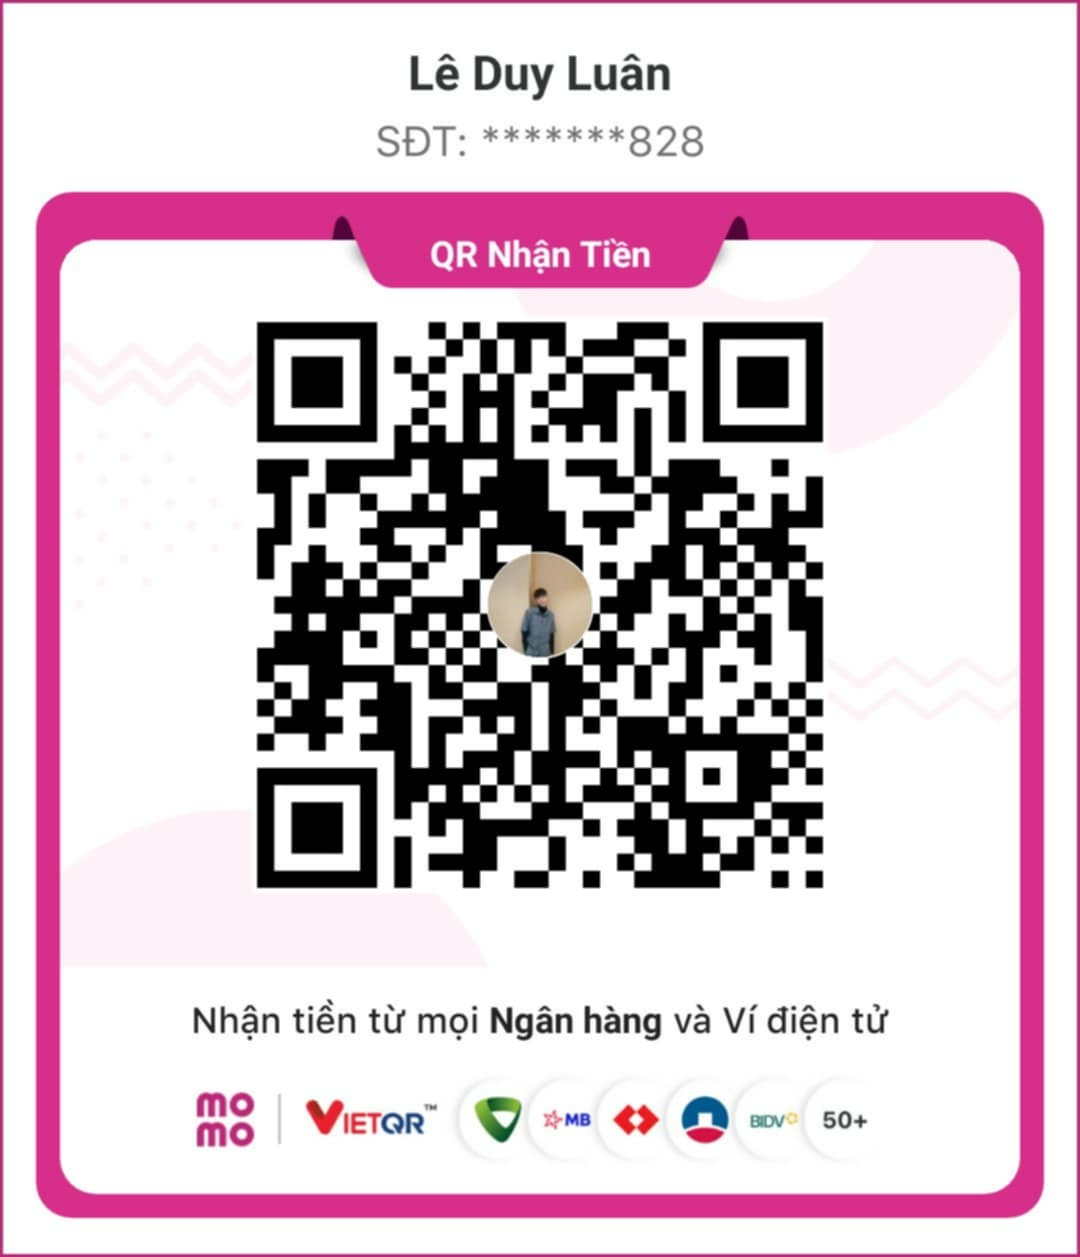 Lê Duy Luân
SĐT: *******828
QR Nhận Tiền
Nhận tiền từ mọi Ngân hàng và Ví điện tử
mo
mo
VIETQR™
MB
BIDV
50+